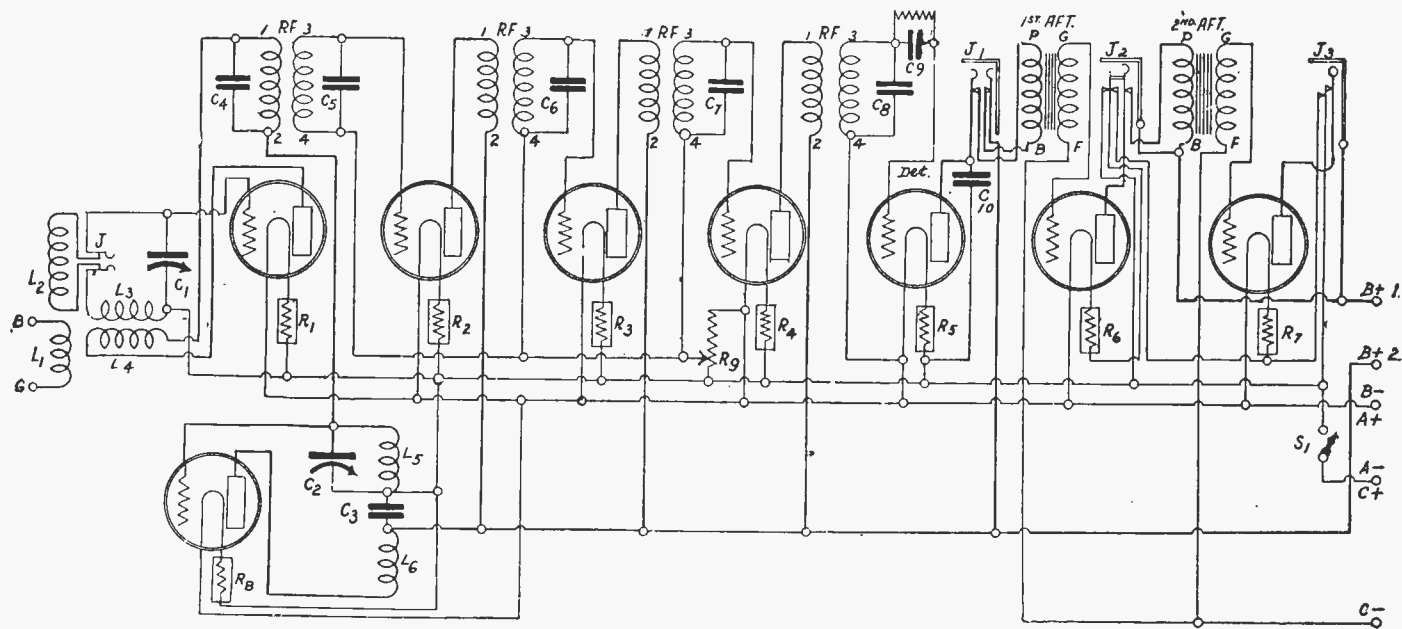 1 RF 3
C4
C5
2
4
1 RF 3
C6
2
4
1 RF 3
C7
2
4
1 RF 3
C9
C8
2
4
J1
1ST. AFT.
P G
B F
J2
2ND. AFT.
P G
B F
J3
Det.
C10
L2
J
C1
L3
B
L1
G
L4
R1
R2
R3
R9
R4
R5
R6
R7
B+ 1.
B+ 2.
B-
A+
S1
A-
C+
C-
C2
L5
C3
L6
R8